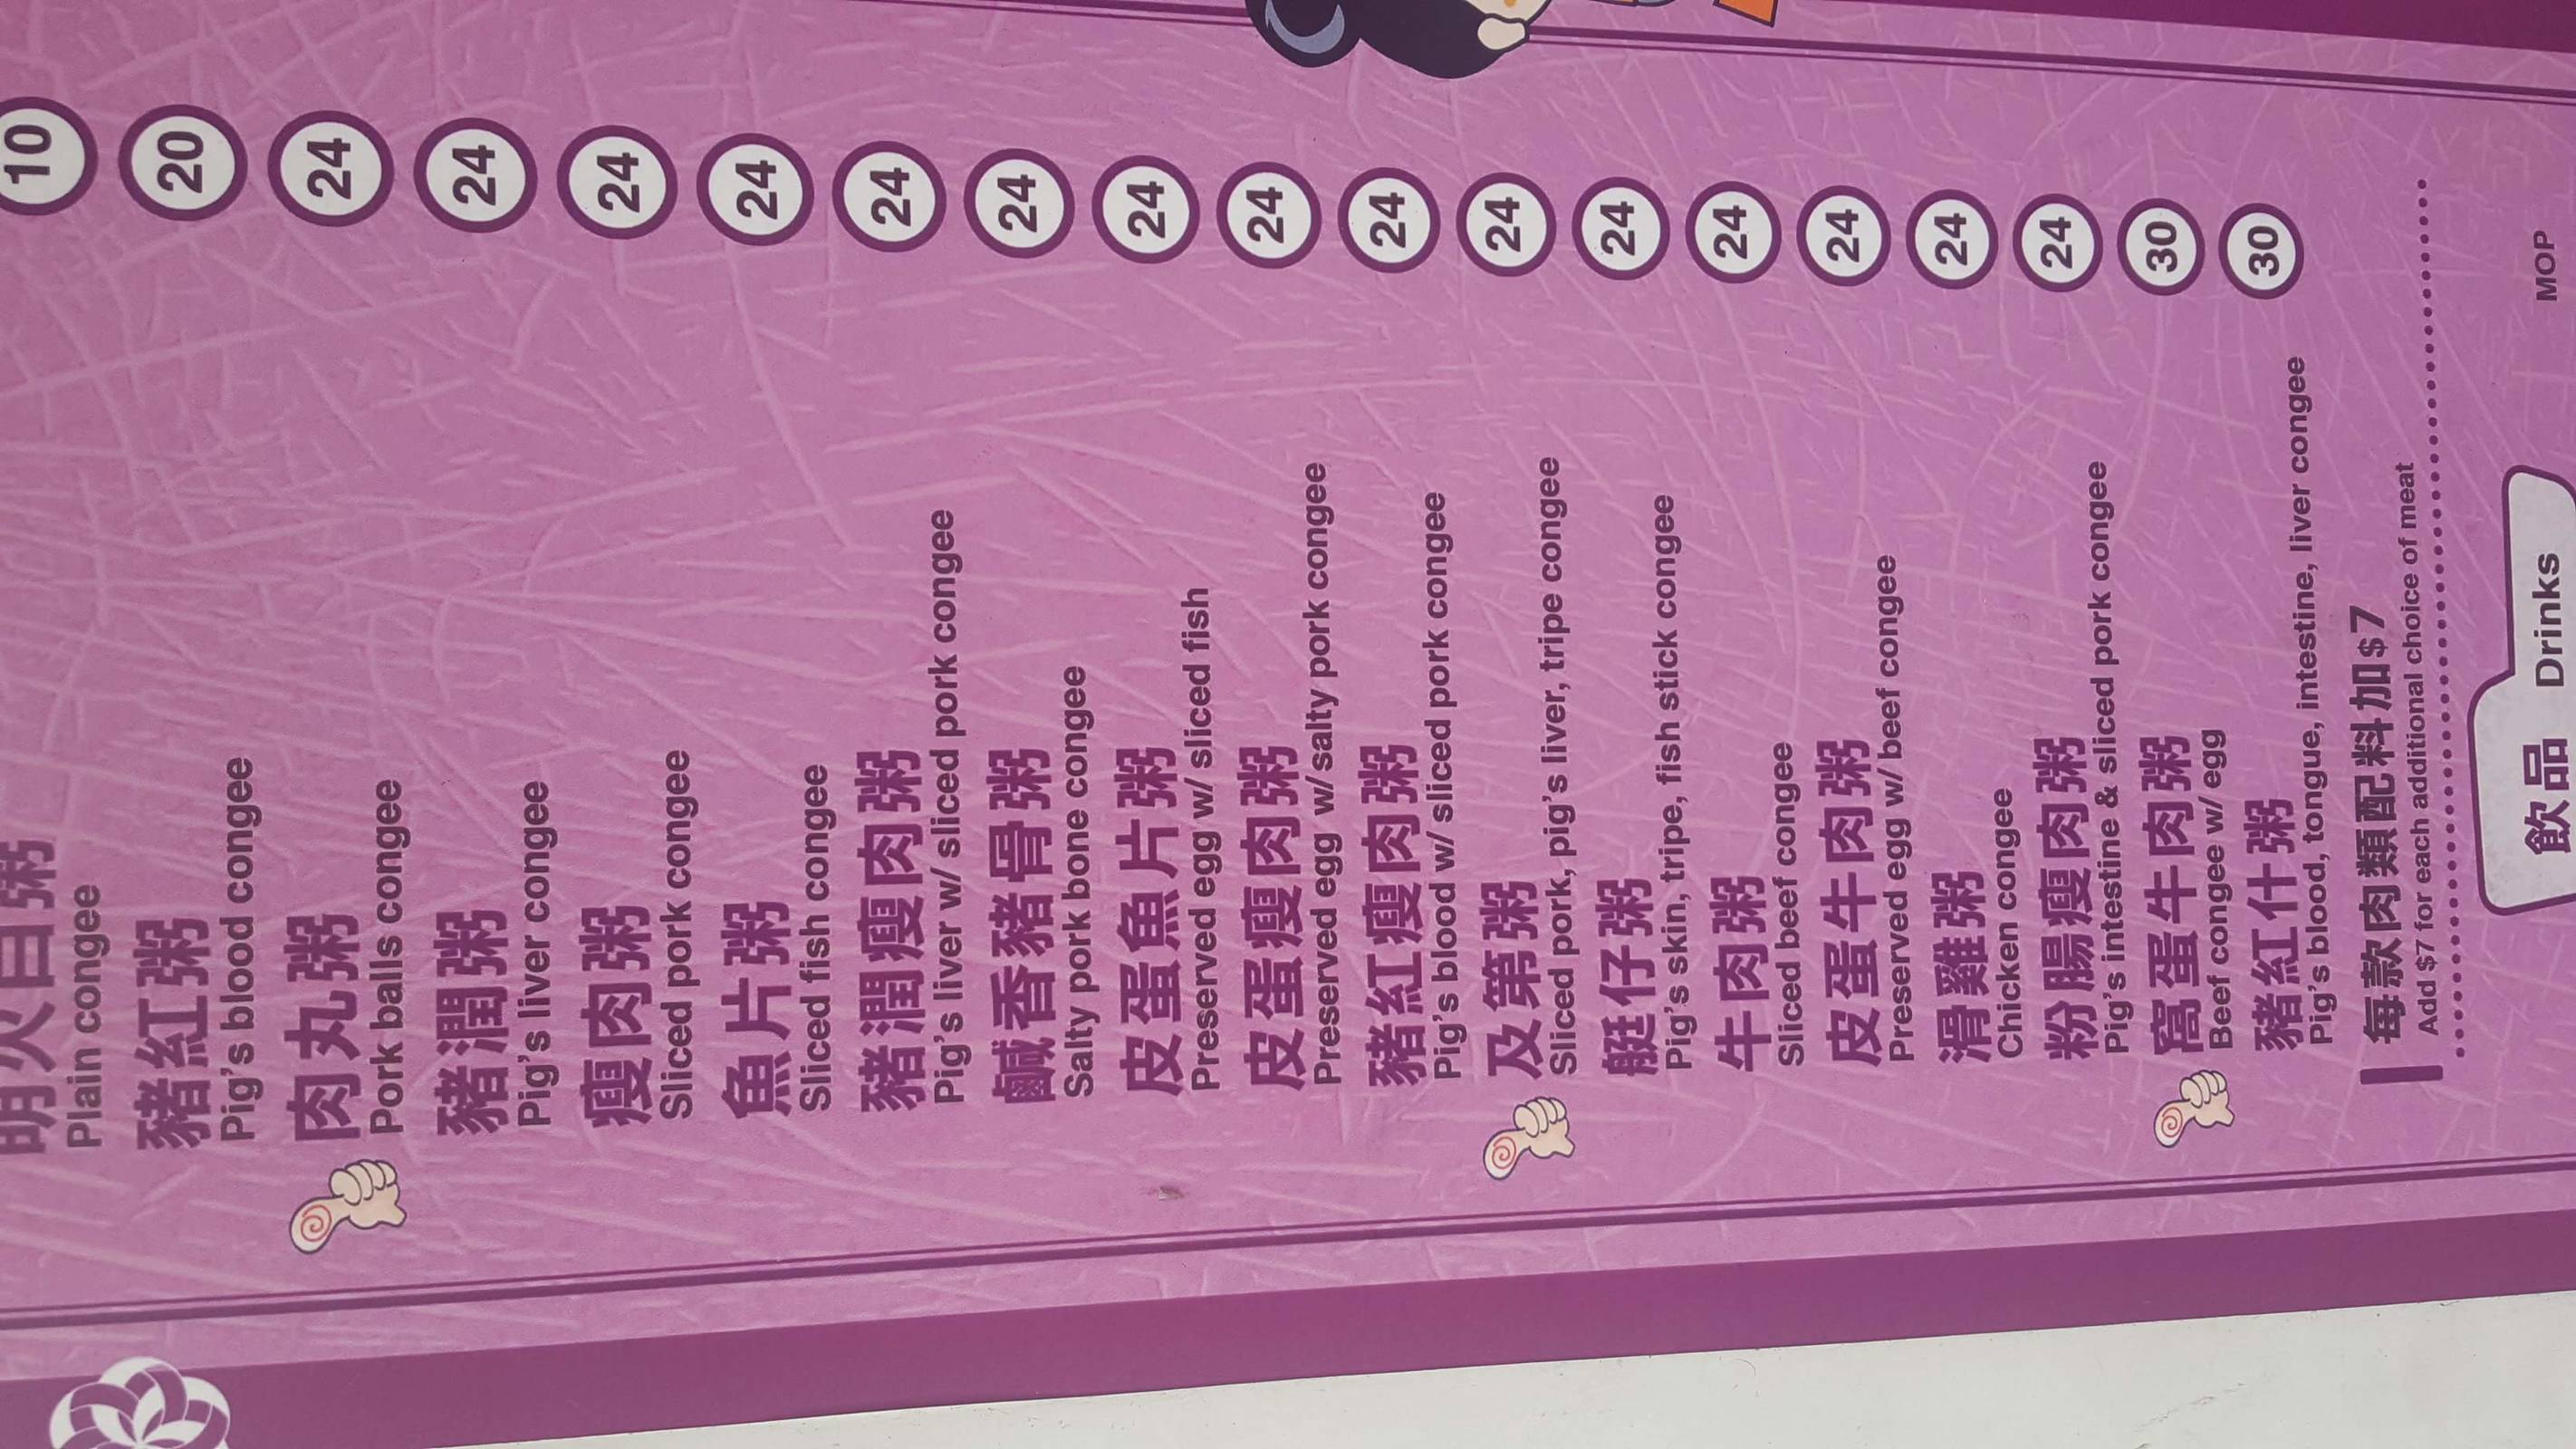 明火白粥
10
Plain congee
豬紅粥
20
Pig's blood congee
肉丸粥
24
Pork balls congee
豬潤粥
24
Pig's liver congee
瘦肉粥
24
Sliced pork congee
魚片粥
24
Sliced fish congee
豬潤瘦肉粥
24
Pig's liver w/ sliced pork congee
鹹香豬骨粥
24
Salty pork bone congee
皮蛋魚片粥
24
Preserved egg w/ sliced fish
皮蛋瘦肉粥
24
Preserved egg w/ salty pork congee
豬紅瘦肉粥
24
Pig's blood w/ sliced pork congee
及第粥
24
Sliced pork, pig's liver, tripe congee
艇仔粥
24
Pig's skin, tripe, fish stick congee
牛肉粥
24
Sliced beef congee
皮蛋牛肉粥
24
Preserved egg w/ beef congee
滑雞粥
24
Chicken congee
粉腸瘦肉粥
24
Pig's intestine & sliced pork congee
窩蛋牛肉粥
30
Beef congee w/ egg
豬紅什粥
30
Pig's blood, tongue, intestine, liver congee
每款肉類配料加$7
Add $7 for each additional choice of meat
飲品 Drinks MOP